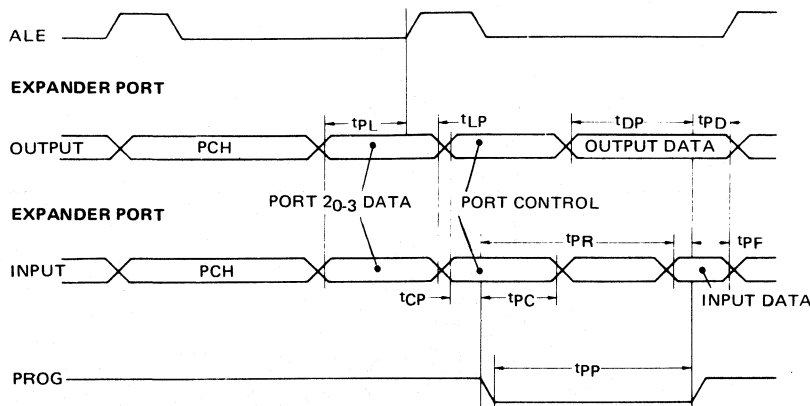 ALE
EXPANDER PORT
tPL
tLP
tDP
tPD
OUTPUT
PCH
OUTPUT DATA
PORT 20-3 DATA
PORT CONTROL
EXPANDER PORT
tPR
tPF
INPUT
PCH
tCP
tPC
INPUT DATA
tPP
PROG